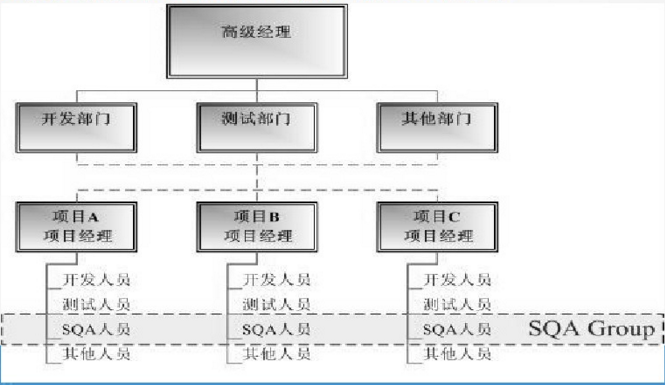 高级经理
开发部门 测试部门 其他部门
项目A 项目B 项目C
项目经理 项目经理 项目经理
开发人员 开发人员 开发人员
测试人员 测试人员 测试人员
SQA人员 SQA人员 SQA人员 SQA Group
其他人员 其他人员 其他人员